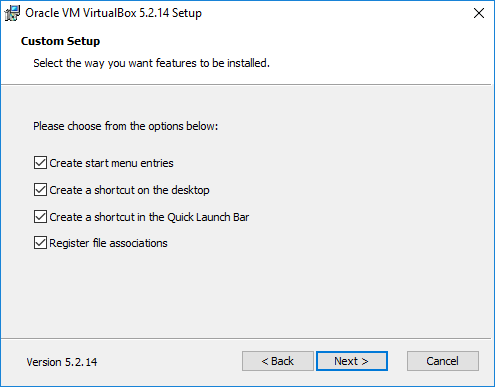 Oracle VM VirtualBox 5.2.14 Setup
Custom Setup
Select the way you want features to be installed.
Please choose from the options below:
Create start menu entries
Create a shortcut on the desktop
Create a shortcut in the Quick Launch Bar
Register file associations
Version 5.2.14
< Back
Next >
Cancel